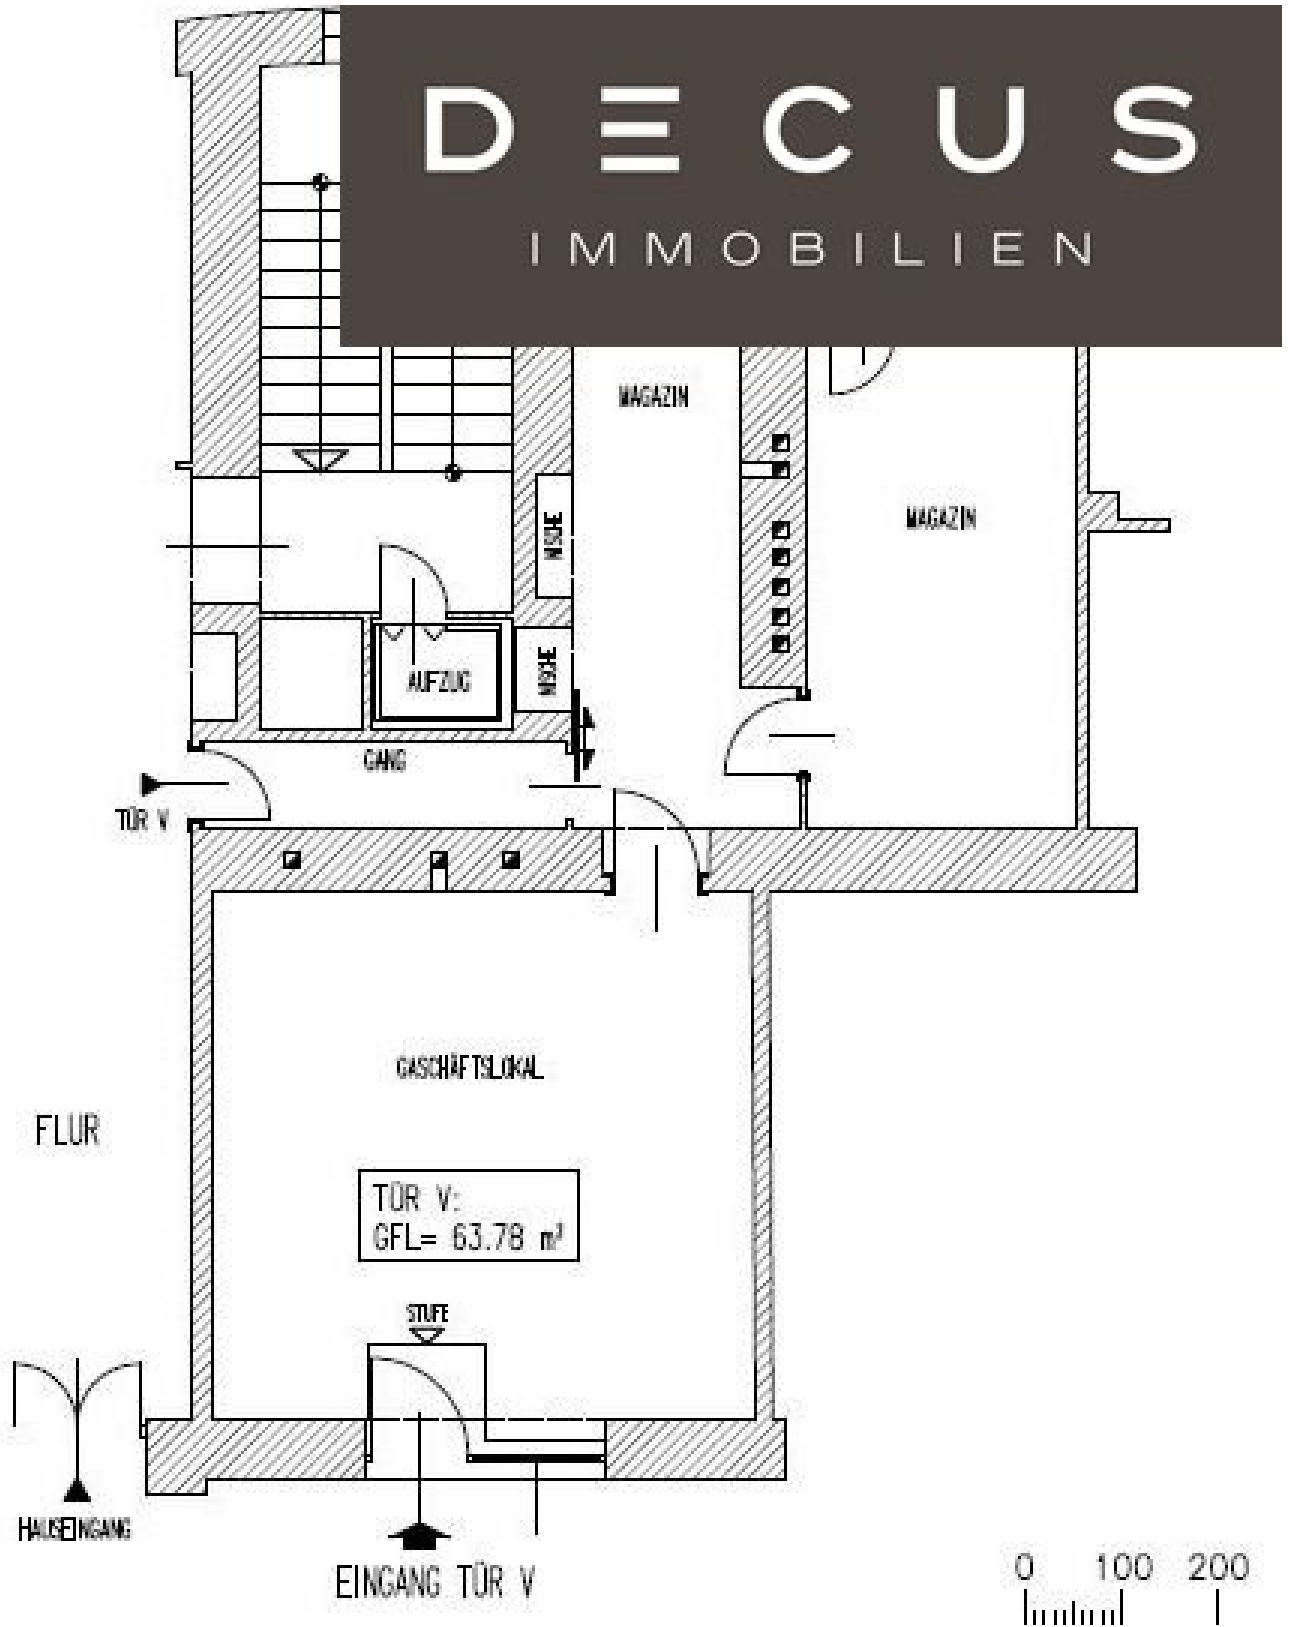 DECUS
IMMOBILIEN
MAGAZIN
MAGAZIN
NISCHE
NISCHE
AUFZUG
GANG
TÜR V
GASCHÄFTSLOKAL
FLUR
TÜR V:
GFL= 63.78 m²
STUFE
HAUSEINGANG
EINGANG TÜR V
0 100 200